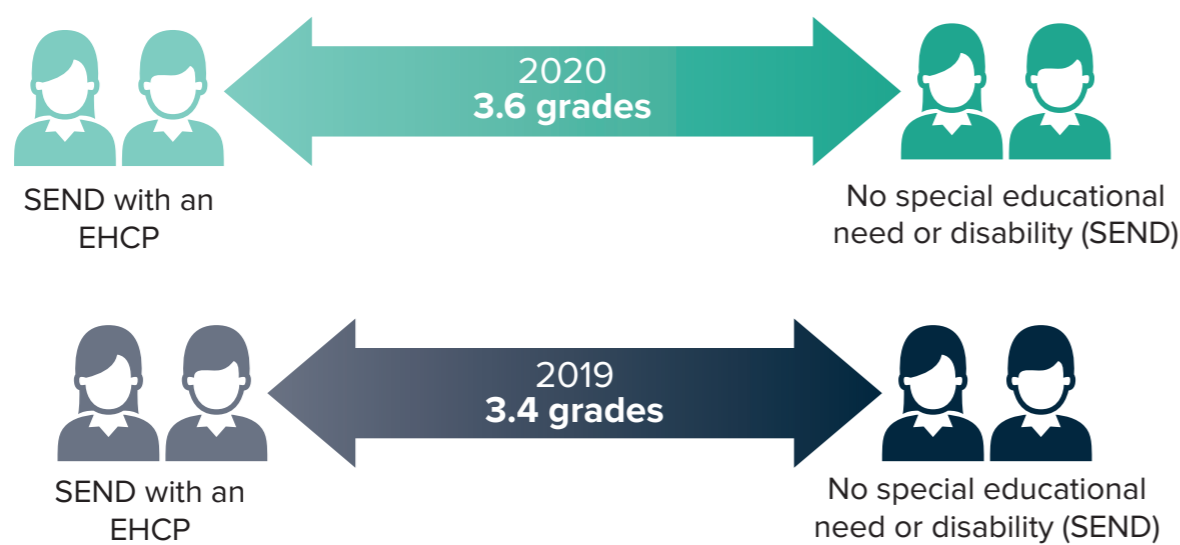 2020
3.6 grades
SEND with an
EHCP
No special educational
need or disability (SEND)
2019
3.4 grades
SEND with an
EHCP
No special educational
need or disability (SEND)